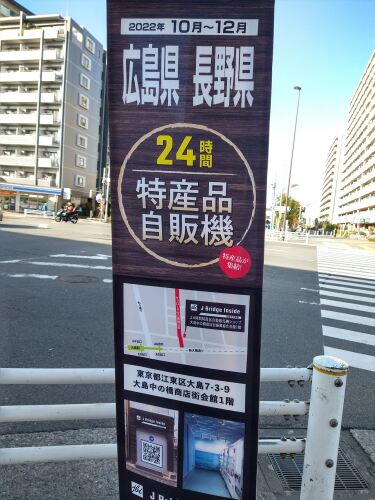 2022年 10月〜12月
広島県 長野県
24時間
特産品
自販機
特産品が
集結!
J Bridge Inside
東京都江東区大島7-3-9
大島中の橋商店街会館1階
J Bridge Inside